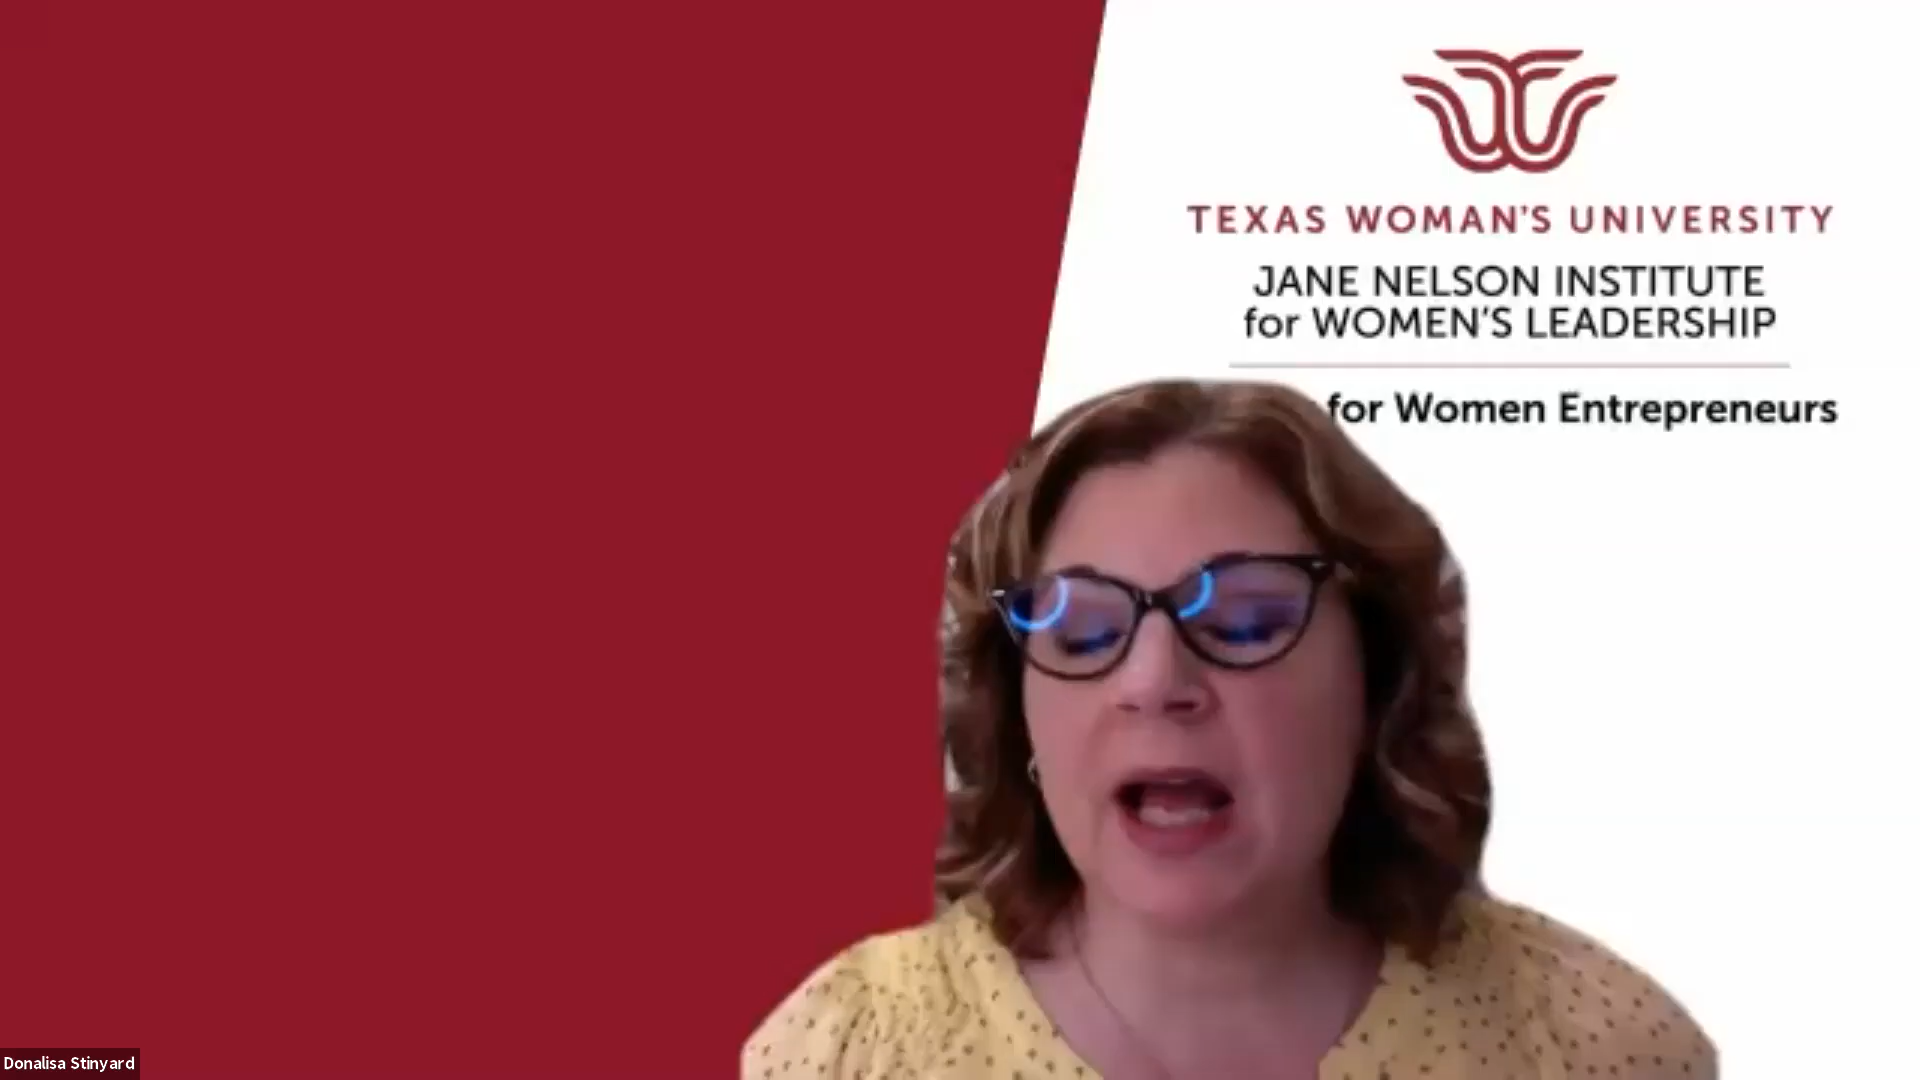 TEXAS WOMAN'S UNIVERSITY
JANE NELSON INSTITUTE
for WOMEN'S LEADERSHIP
for Women Entrepreneurs
Donalisa Stinyard